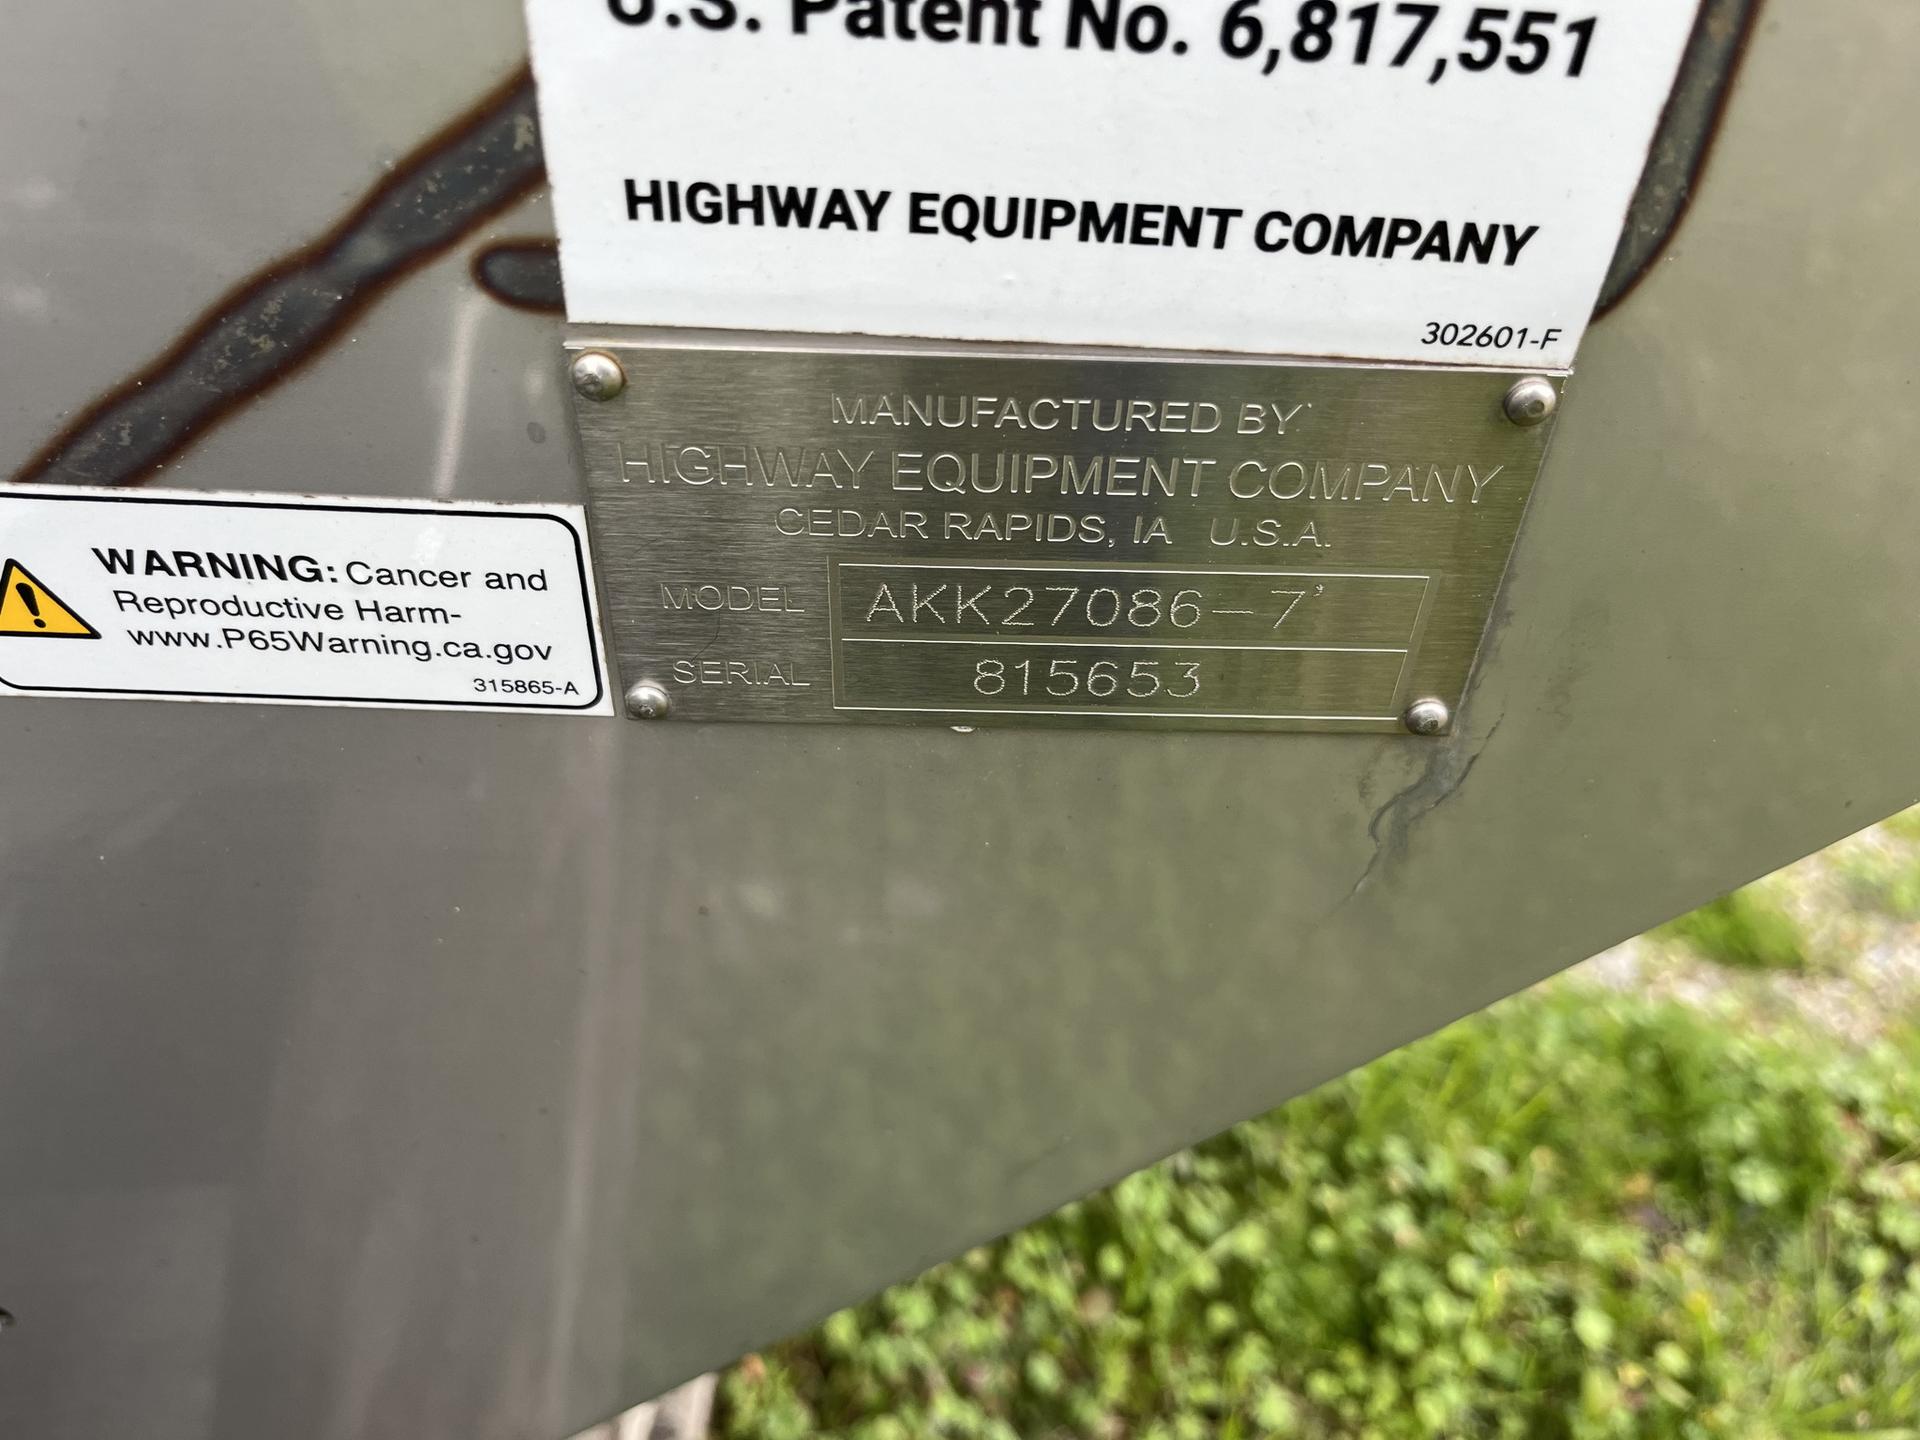 U.S. Patent No. 6,817,551
HIGHWAY EQUIPMENT COMPANY
302601-F
MANUFACTURED BY
HIGHWAY EQUIPMENT COMPANY
CEDAR RAPIDS, IA U.S.A.
MODEL AKK27086-7'
SERIAL 815653
WARNING: Cancer and
Reproductive Harm-
www.P65Warning.ca.gov
315865-A